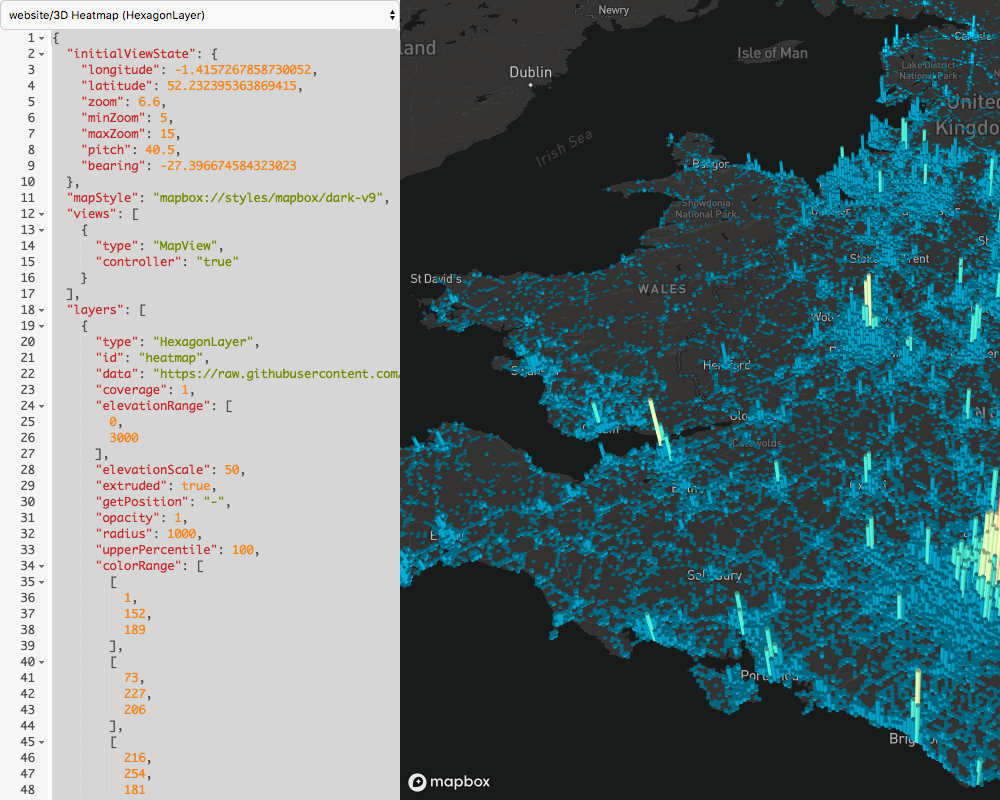 website/3D Heatmap (HexagonLayer)
1 {
2 "initialViewState": {
3 "longitude": -1.4157267858730052,
4 "latitude": 52.232395363869415,
5 "zoom": 6.6,
6 "minZoom": 5,
7 "maxZoom": 15,
8 "pitch": 40.5,
9 "bearing": -27.396674584323023
10 },
11 "mapStyle": "mapbox://styles/mapbox/dark-v9",
12 "views": [
13 {
14 "type": "MapView",
15 "controller": "true"
16 }
17 ],
18 "layers": [
19 {
20 "type": "HexagonLayer",
21 "id": "heatmap",
22 "data": "https://raw.githubusercontent.com/
23 "coverage": 1,
24 "elevationRange": [
25 0,
26 3000
27 ],
28 "elevationScale": 50,
29 "extruded": true,
30 "getPosition": "-",
31 "opacity": 1,
32 "radius": 1000,
33 "upperPercentile": 100,
34 "colorRange": [
35 [
36 1,
37 152,
38 189
39 ],
40 [
41 73,
42 227,
43 206
44 ],
45 [
46 216,
47 254,
48 181
Newry
land
Isle of Man
Dublin
Lake District
National Park
United
Kingdo
Irish Sea
Bangor
Snowdonia
National Park
St David's
WALES
Cotswolds
Salisbury
mapbox